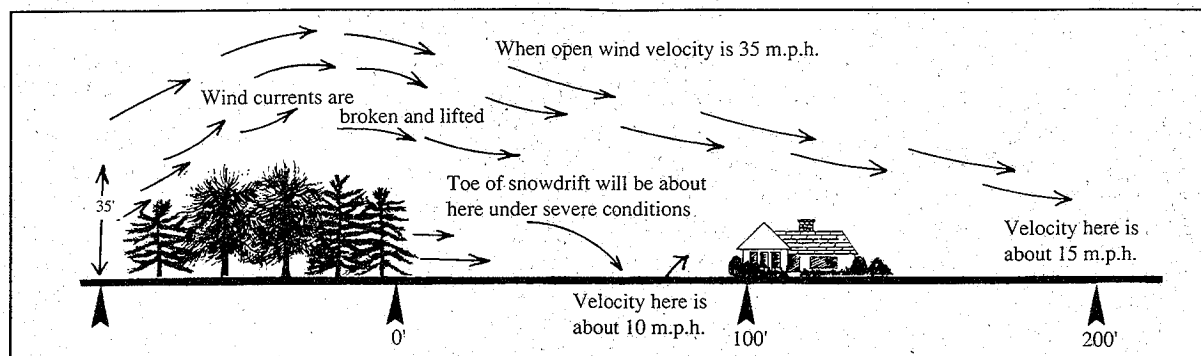 When open wind velocity is 35 m.p.h.
Wind currents are
broken and lifted
35'
Toe of snowdrift will be about
here under severe conditions
Velocity here is
about 15 m.p.h.
Velocity here is
about 10 m.p.h.
0'
100'
200'